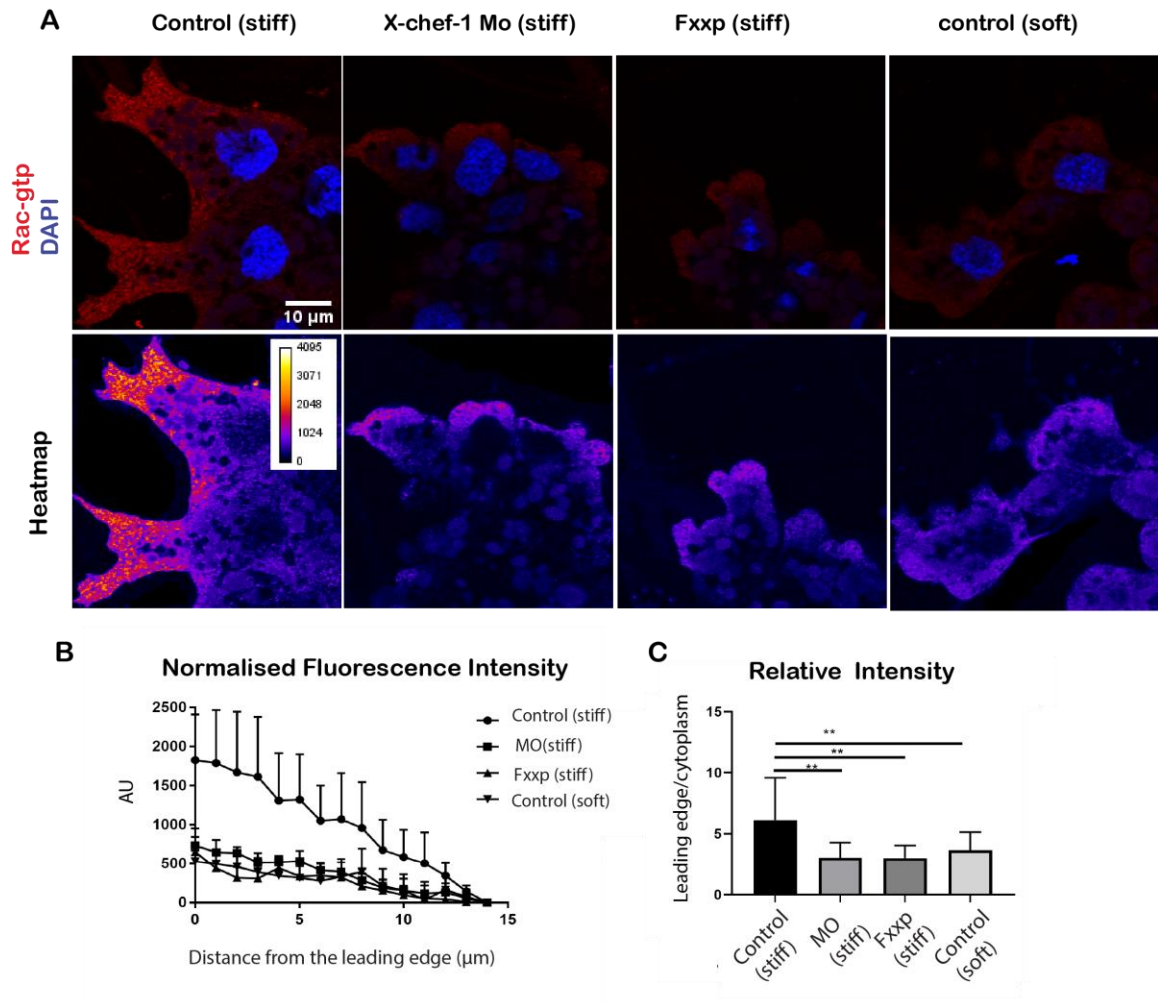 A
Control (stiff)
X-chef-1 Mo (stiff)
Fxxp (stiff)
control (soft)
Rac-gtp
DAPI
10 µm
Heatmap
4095
3071
2048
1024
0
B
Normalised Fluorescence Intensity
AU
2500
2000
1500
1000
500
0
0 5 10 15
Distance from the leading edge (µm)
Control (stiff)
MO(stiff)
Fxxp (stiff)
Control (soft)
C
Relative Intensity
Leading edge/cytoplasm
15
10
5
0
**
**
**
Control
(stiff)
MO
(stiff)
Fxxp
(stiff)
Control
(soft)